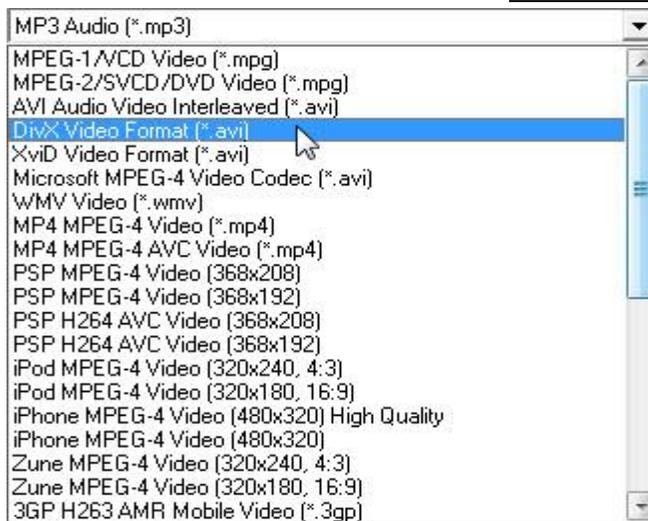 MP3 Audio (*.mp3)
MPEG-1/VCD Video (*.mpg)
MPEG-2/SVCD/DVD Video (*.mpg)
AVI Audio Video Interleaved (*.avi)
DivX Video Format (*.avi)
XviD Video Format (*.avi)
Microsoft MPEG-4 Video Codec (*.avi)
WMV Video (*.wmv)
MP4 MPEG-4 Video (*.mp4)
MP4 MPEG-4 AVC Video (*.mp4)
PSP MPEG-4 Video (368x208)
PSP MPEG-4 Video (368x192)
PSP H264 AVC Video (368x208)
PSP H264 AVC Video (368x192)
iPod MPEG-4 Video (320x240, 4:3)
iPod MPEG-4 Video (320x180, 16:9)
iPhone MPEG-4 Video (480x320) High Quality
iPhone MPEG-4 Video (480x320)
Zune MPEG-4 Video (320x240, 4:3)
Zune MPEG-4 Video (320x180, 16:9)
3GP H263 AMR Mobile Video (*.3gp)